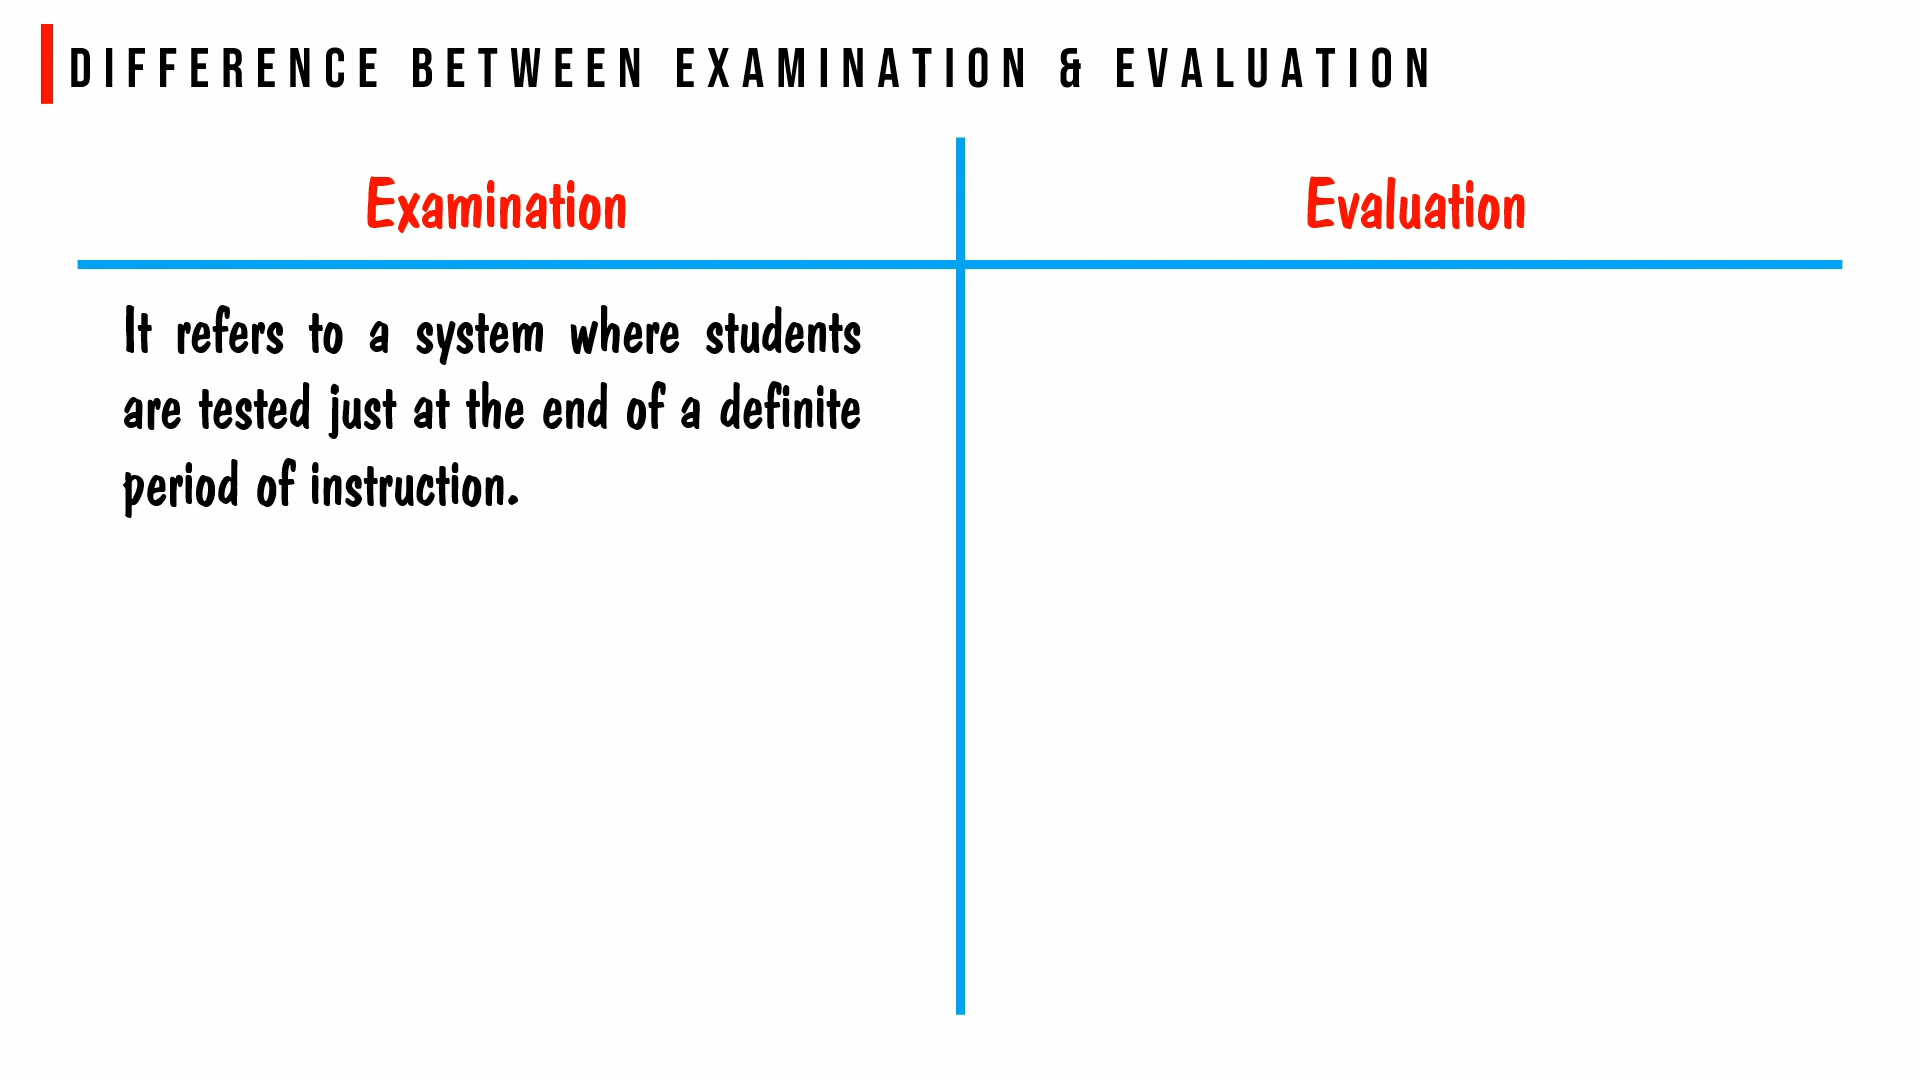 DIFFERENCE BETWEEN EXAMINATION & EVALUATION
Examination
Evaluation
It refers to a system where students
are tested just at the end of a definite
period of instruction.